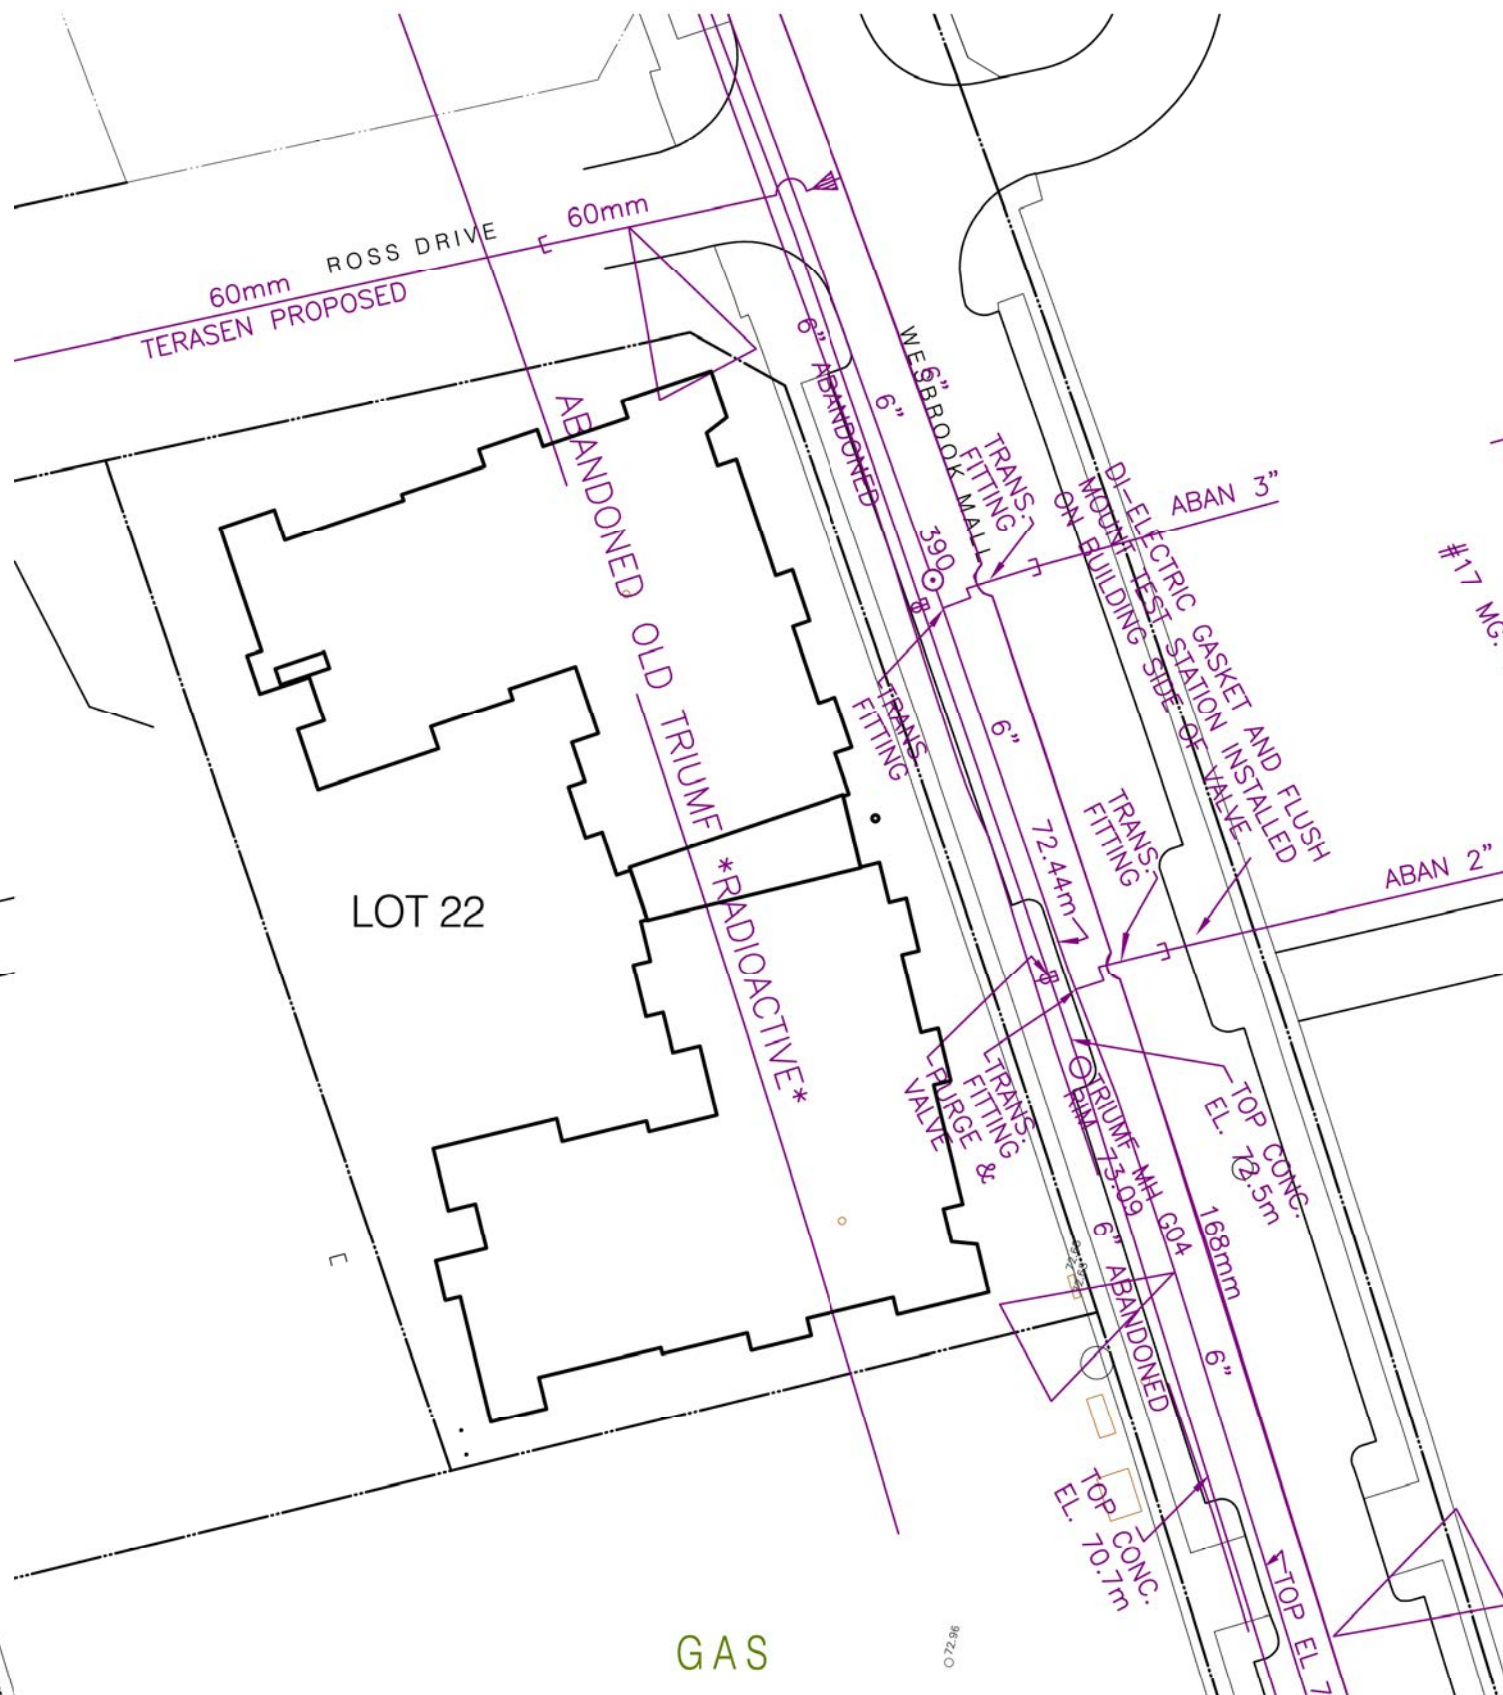 60mm
ROSS DRIVE
60mm
TERASEN PROPOSED
6" ABANDONED
6"
6"
WESBROOK MALL
TRANS.
FITTING
ABAN 3"
DI-ELECTRIC GASKET AND FLUSH
MOUNT TEST STATION INSTALLED
ON BUILDING SIDE OF VALVE.
#17 MG.
390
ABANDONED OLD TRIUMF *RADIOACTIVE*
TRANS.
FITTING
6"
72.44m
TRANS.
FITTING
ABAN 2"
LOT 22
PURGE &
VALVE
TRANS.
FITTING
TRIUMF MH G04
RIM 73.09
TOP CONC.
EL. 72.5m
168mm
6" ABANDONED
6"
TOP CONC.
EL. 70.7m
TOP EL 7
GAS
72.96